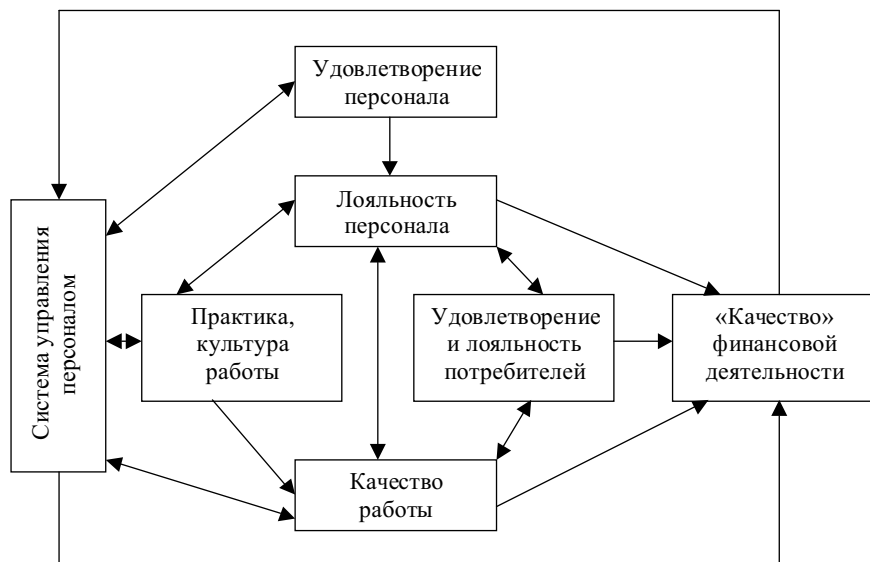 Удовлетворение
персонала
Лояльность
персонала
Система управления
персоналом
Практика,
культура
работы
Удовлетворение
и лояльность
потребителей
«Качество»
финансовой
деятельности
Качество
работы